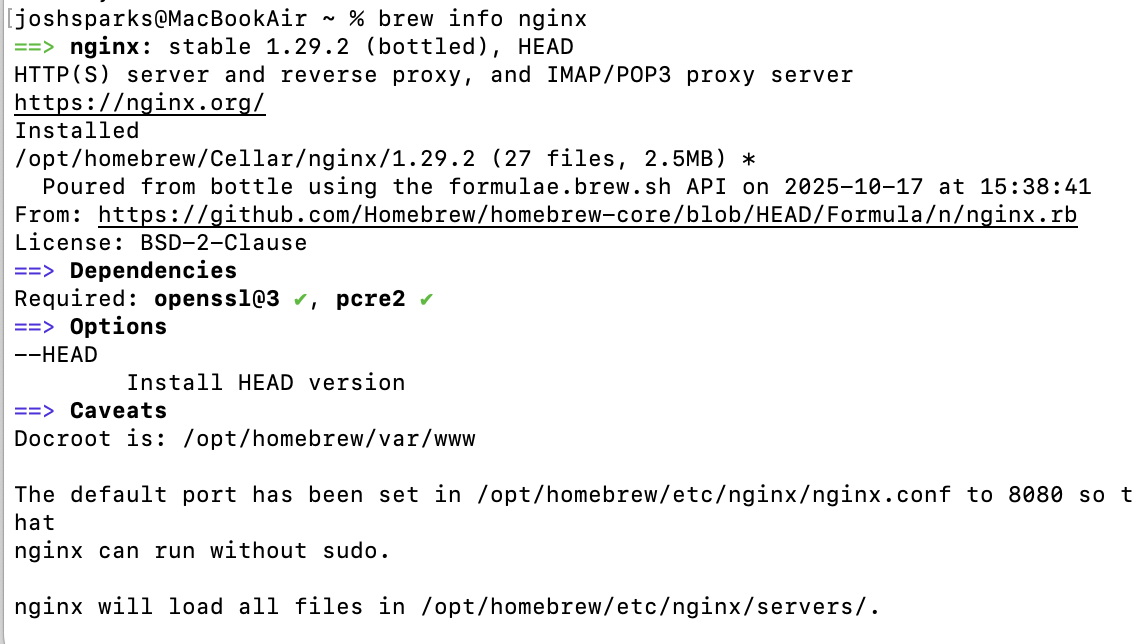 [joshsparks@MacBookAir ~ % brew info nginx
==> nginx: stable 1.29.2 (bottled), HEAD
HTTP(S) server and reverse proxy, and IMAP/POP3 proxy server
https://nginx.org/
Installed
/opt/homebrew/Cellar/nginx/1.29.2 (27 files, 2.5MB) *
  Poured from bottle using the formulae.brew.sh API on 2025-10-17 at 15:38:41
From: https://github.com/Homebrew/homebrew-core/blob/HEAD/Formula/n/nginx.rb
License: BSD-2-Clause
==> Dependencies
Required: openssl@3 ✔, pcre2 ✔
==> Options
--HEAD
        Install HEAD version
==> Caveats
Docroot is: /opt/homebrew/var/www

The default port has been set in /opt/homebrew/etc/nginx/nginx.conf to 8080 so t
hat
nginx can run without sudo.

nginx will load all files in /opt/homebrew/etc/nginx/servers/.